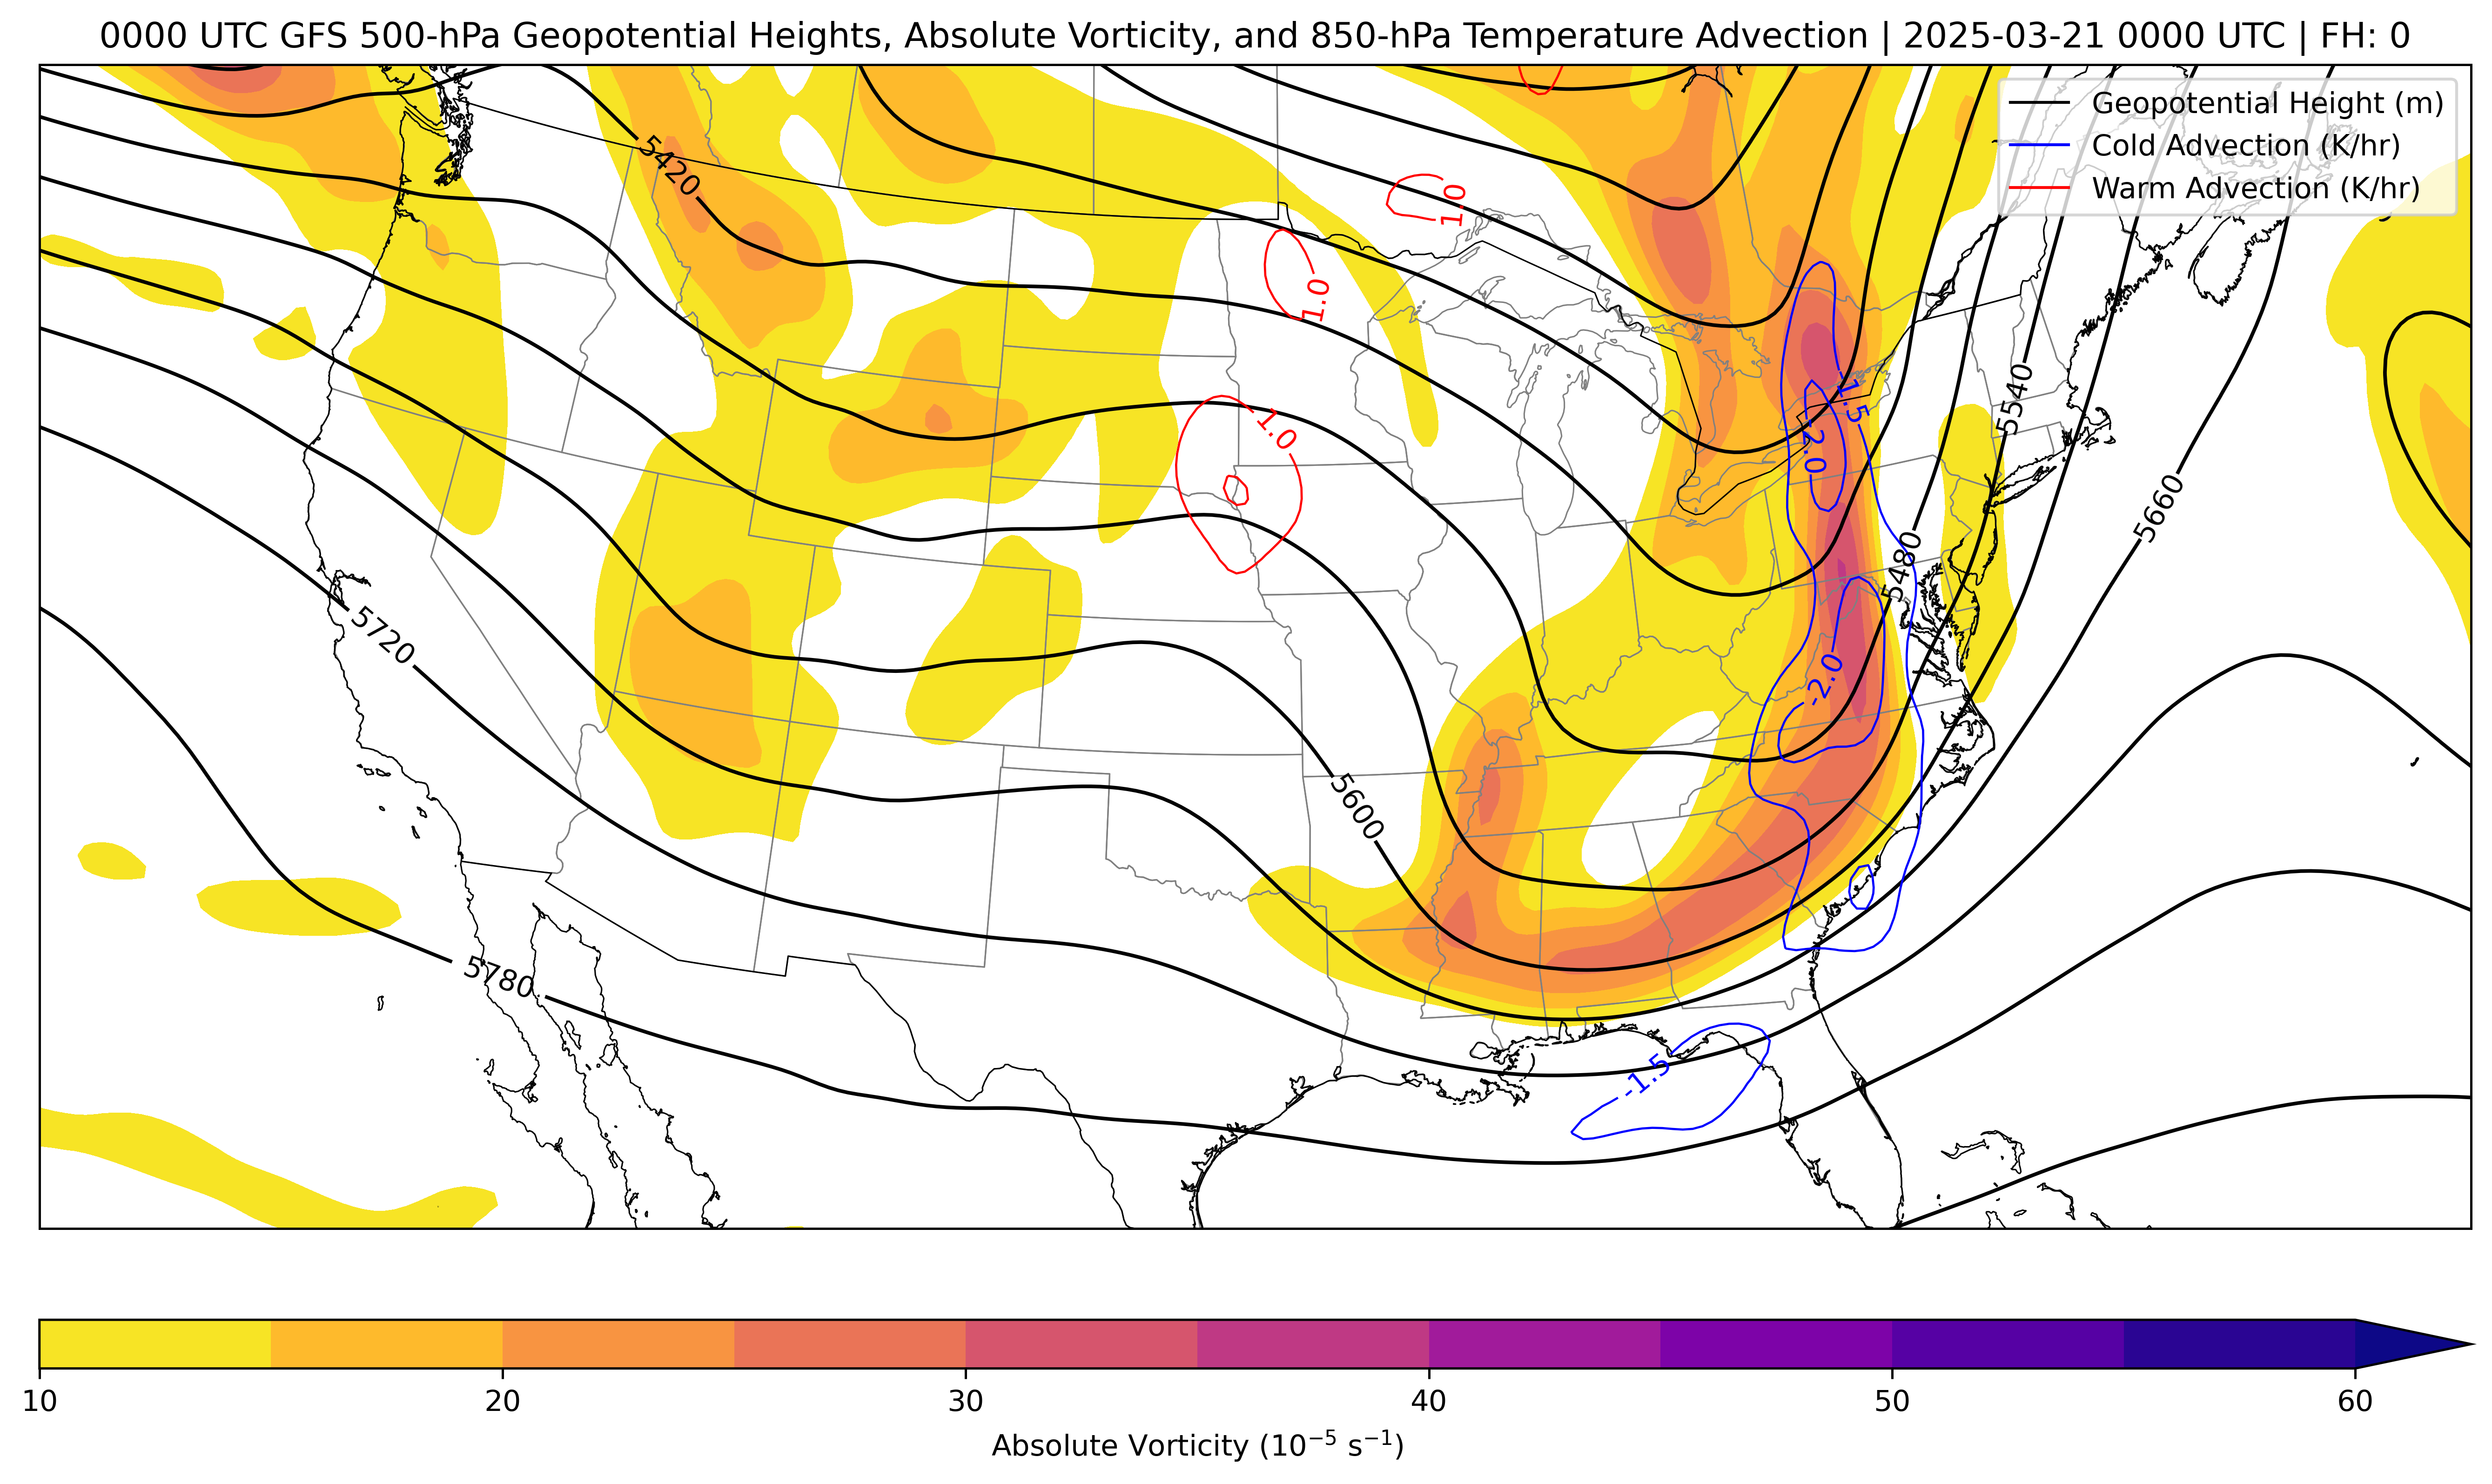 0000 UTC GFS 500-hPa Geopotential Heights, Absolute Vorticity, and 850-hPa Temperature Advection | 2025-03-21 0000 UTC | FH: 0
Geopotential Height (m)
Cold Advection (K/hr)
Warm Advection (K/hr)
5420
1.0
1.0
-1.5
5540
1.0
-2.0
5660
5480
5720
-2.0
5600
5780
-1.5
10 20 30 40 50 60
Absolute Vorticity (10⁻⁵ s⁻¹)